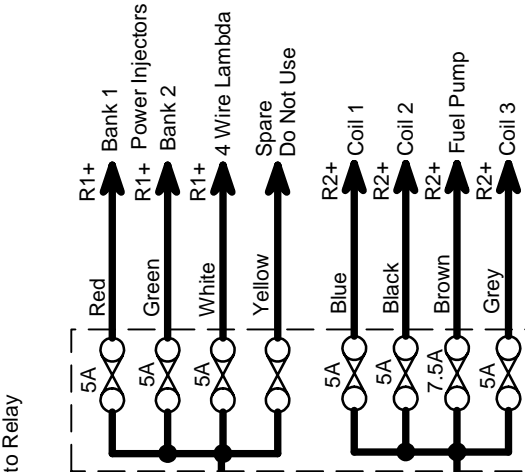 Bank 1
Power Injectors
Bank 2
4 Wire Lambda
Spare
Do Not Use
Coil 1
Coil 2
Fuel Pump
Coil 3
R1+
R1+
R1+
R2+
R2+
R2+
R2+
Red
Green
White
Yellow
Blue
Black
Brown
Grey
5A
5A
5A
5A
5A
7.5A
5A
to Relay